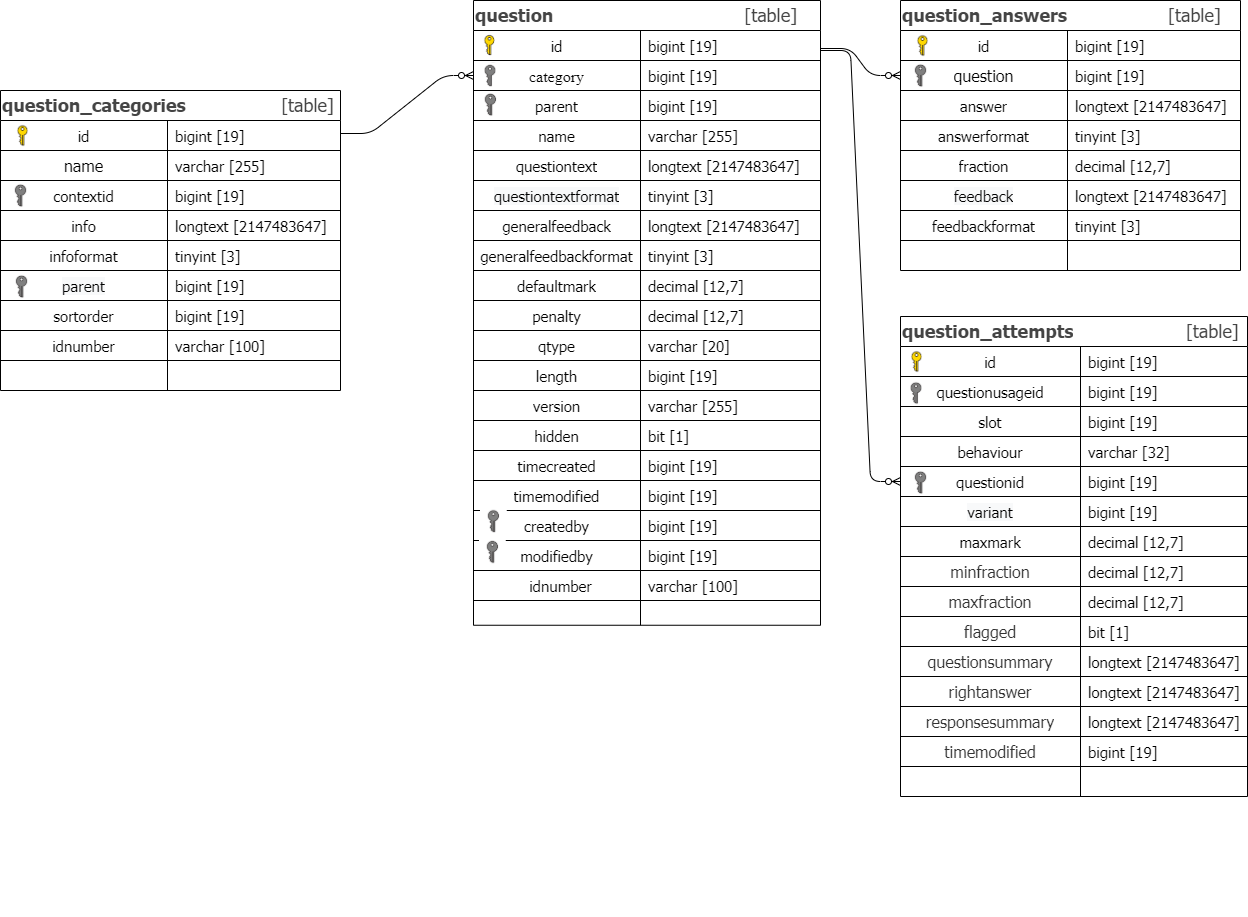 question_categories [table]
id bigint [19]
name varchar [255]
contextid bigint [19]
info longtext [2147483647]
infoformat tinyint [3]
parent bigint [19]
sortorder bigint [19]
idnumber varchar [100]
question [table]
id bigint [19]
category bigint [19]
parent bigint [19]
name varchar [255]
questiontext longtext [2147483647]
questiontextformat tinyint [3]
generalfeedback longtext [2147483647]
generalfeedbackformat tinyint [3]
defaultmark decimal [12,7]
penalty decimal [12,7]
qtype varchar [20]
length bigint [19]
version varchar [255]
hidden bit [1]
timecreated bigint [19]
timemodified bigint [19]
createdby bigint [19]
modifiedby bigint [19]
idnumber varchar [100]
question_answers [table]
id bigint [19]
question bigint [19]
answer longtext [2147483647]
answerformat tinyint [3]
fraction decimal [12,7]
feedback longtext [2147483647]
feedbackformat tinyint [3]
question_attempts [table]
id bigint [19]
questionusageid bigint [19]
slot bigint [19]
behaviour varchar [32]
questionid bigint [19]
variant bigint [19]
maxmark decimal [12,7]
minfraction decimal [12,7]
maxfraction decimal [12,7]
flagged bit [1]
questionsummary longtext [2147483647]
rightanswer longtext [2147483647]
responsesummary longtext [2147483647]
timemodified bigint [19]